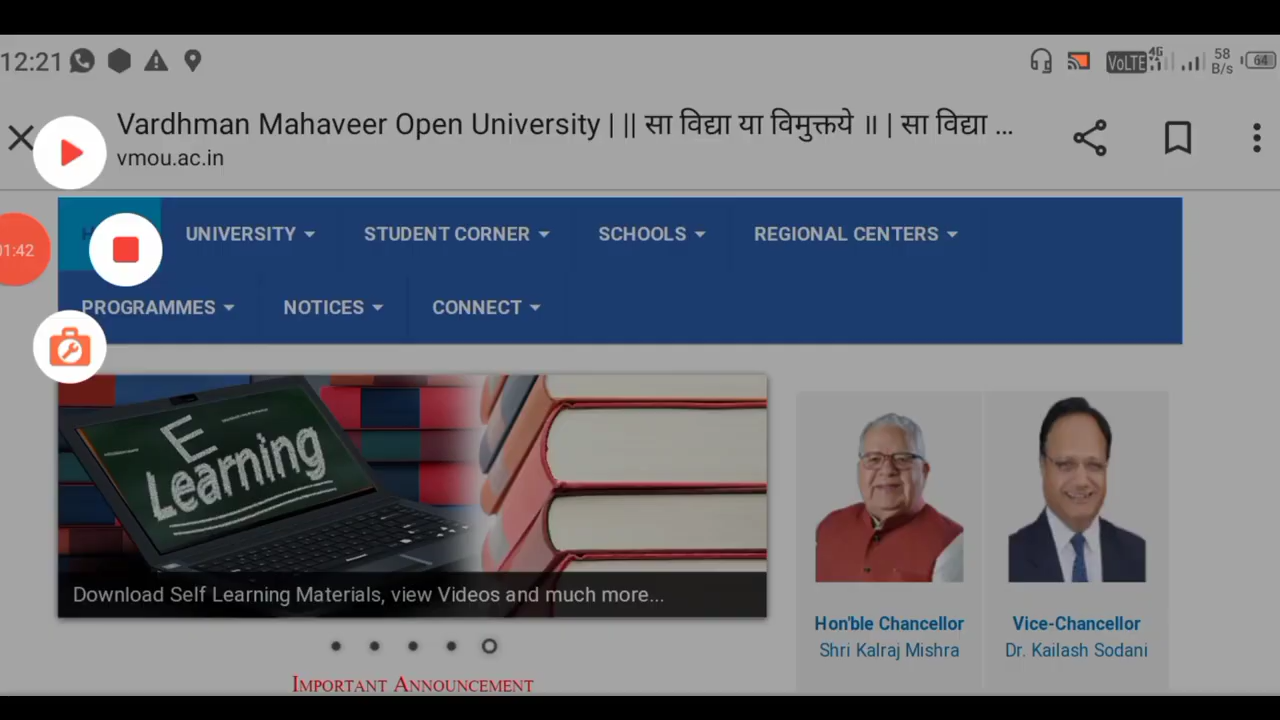 12:21
VoLTE 4G 58 B/s 64
Vardhman Mahaveer Open University | || सा विद्या या विमुक्तये ॥ | सा विद्या ...
vmou.ac.in
UNIVERSITY STUDENT CORNER SCHOOLS REGIONAL CENTERS
01:42
PROGRAMMES NOTICES CONNECT
E
Learning
Download Self Learning Materials, view Videos and much more...
Hon'ble Chancellor
Shri Kalraj Mishra
Vice-Chancellor
Dr. Kailash Sodani
IMPORTANT ANNOUNCEMENT